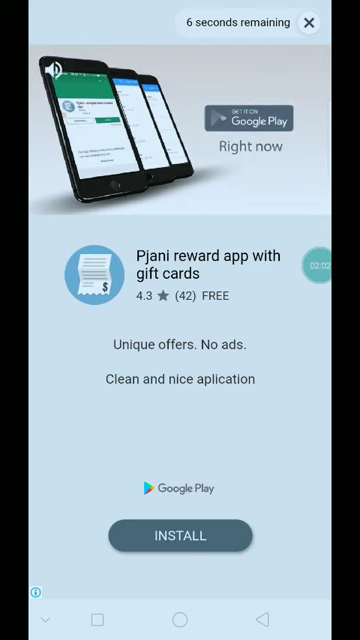 6 seconds remaining
GET IT ON
Google Play
Right now
Pjani reward app with
gift cards
4.3 ★ (42) FREE
02:02
Unique offers. No ads.
Clean and nice aplication
Google Play
INSTALL